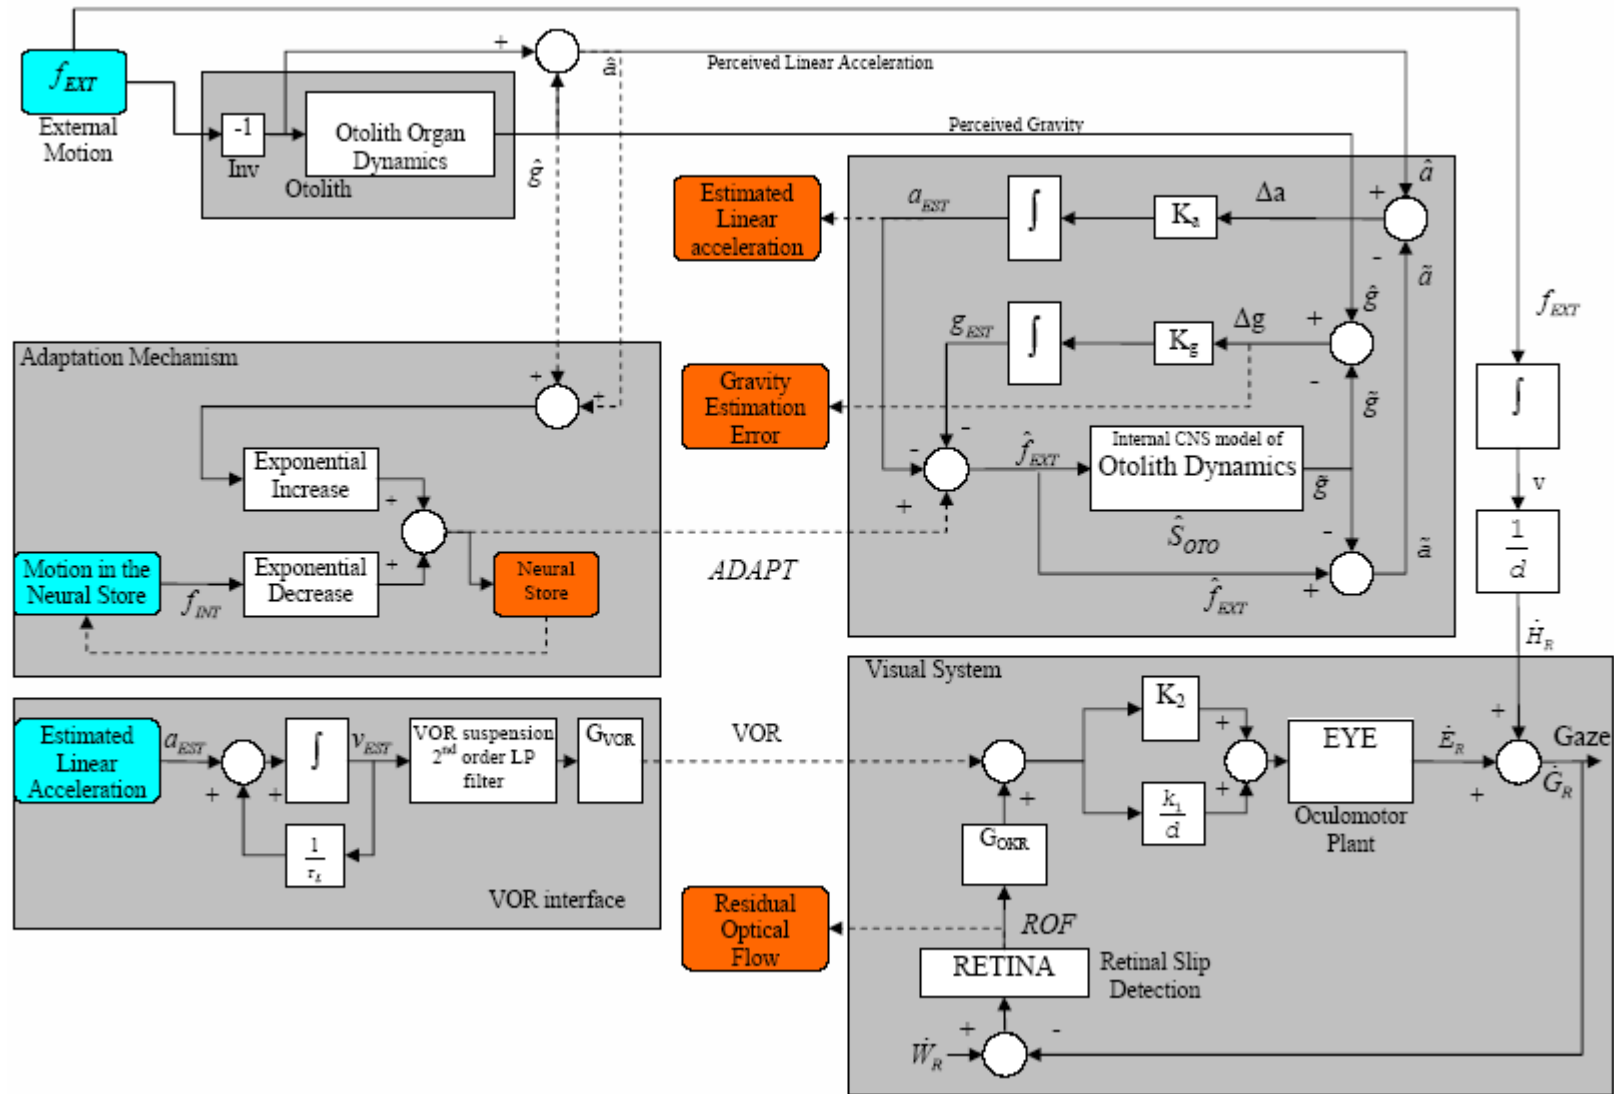 f_EXT
External
Motion
-1
Inv
Otolith Organ
Dynamics
Otolith
+
â
ĝ
Perceived Linear Acceleration
Perceived Gravity
Estimated
Linear
acceleration
a_EST
∫
K_a
Δa
+
â
-
ã
g_EST
∫
K_g
Δg
+
ĝ
-
g̃
Gravity
Estimation
Error
-
-
+
f̂_EXT
Internal CNS model of
Otolith Dynamics
g̃
Ŝ_OTO
f̂_EXT
-
+
ã
f_EXT
∫
v
1
d
Ḣ_R
Adaptation Mechanism
+
+
Exponential
Increase
+
Motion in the
Neural Store
f_INT
Exponential
Decrease
+
Neural
Store
ADAPT
Estimated
Linear
Acceleration
a_EST
+
+
∫
v_EST
1
τ_L
VOR suspension
2nd order LP
filter
G_VOR
VOR interface
VOR
Visual System
+
K_2
k_1
d
+
+
EYE
Oculomotor
Plant
Ė_R
+
+
Gaze
Ġ_R
G_OKR
Residual
Optical
Flow
ROF
RETINA
Retinal Slip
Detection
+
-
Ẇ_R